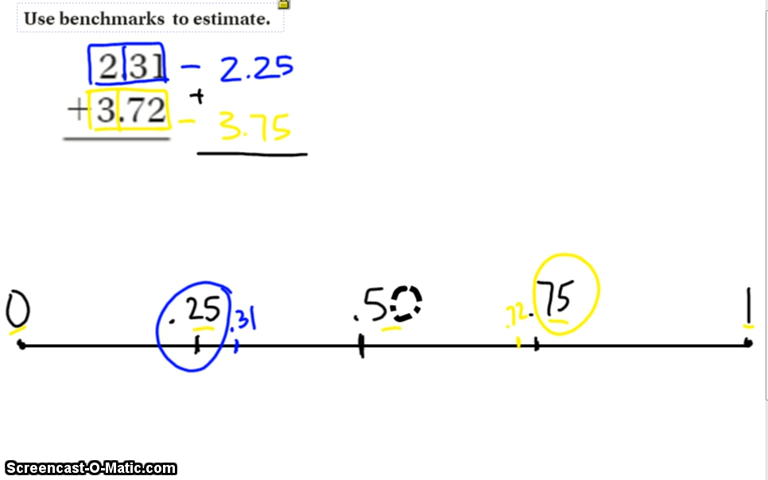 Use benchmarks to estimate.
2.31 - 2.25
+3.72 - 3.75
+
0 .25 .31 .50 .72 .75 1
Screencast-O-Matic.com